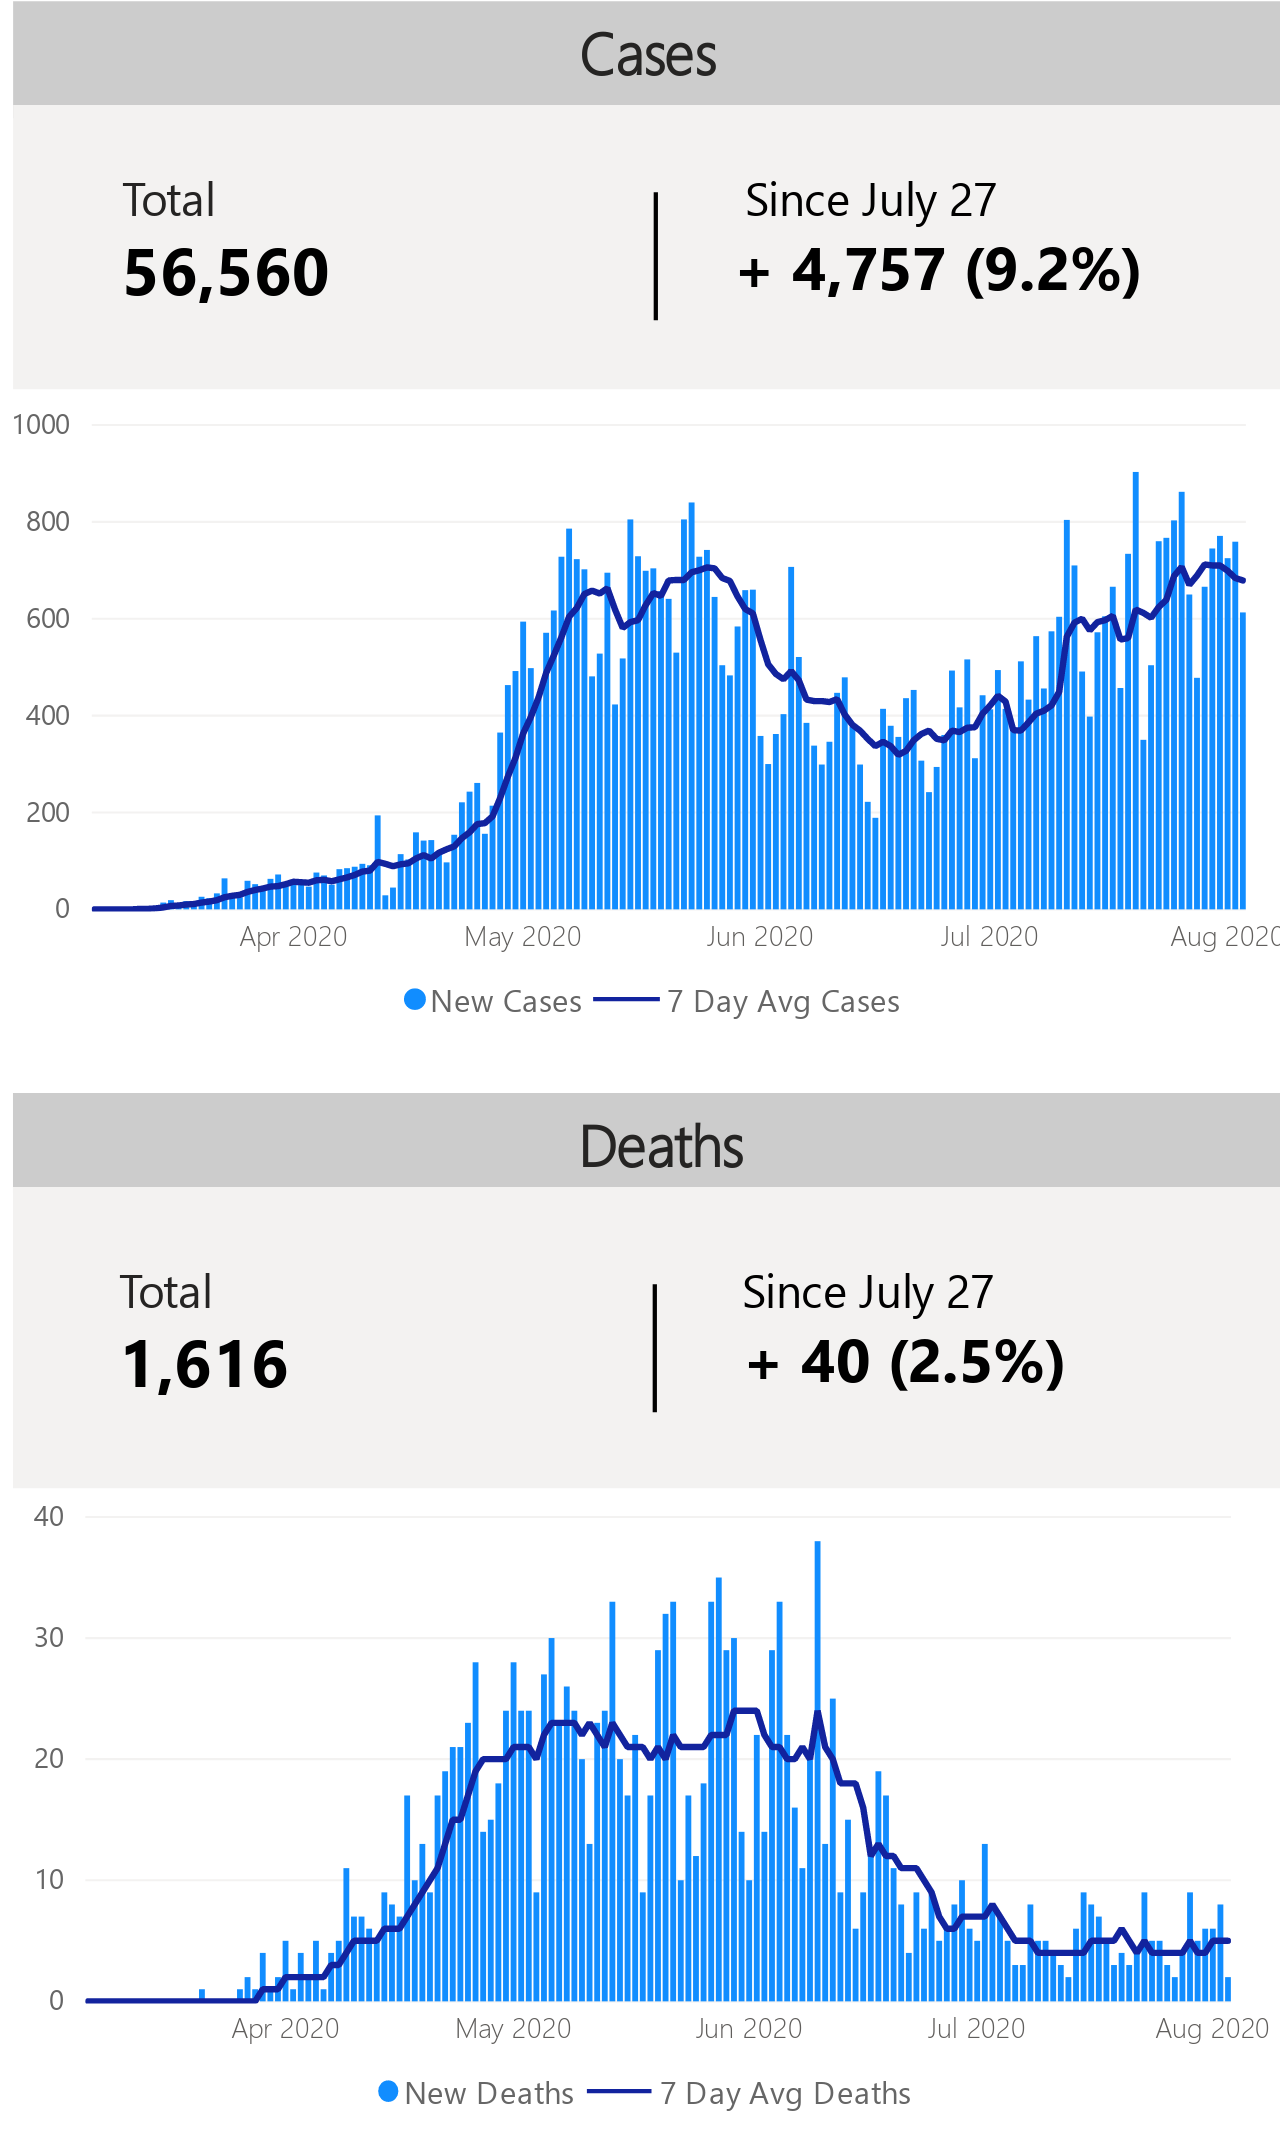 Cases
Total
Since July 27
56,560
+ 4,757 (9.2%)
1000
800
600
400
200
0
Apr 2020
May 2020
Jun 2020
Jul 2020
Aug 2020
New Cases
7 Day Avg Cases
Deaths
Total
Since July 27
1,616
+ 40 (2.5%)
40
30
20
10
0
Apr 2020
May 2020
Jun 2020
Jul 2020
Aug 2020
New Deaths
7 Day Avg Deaths